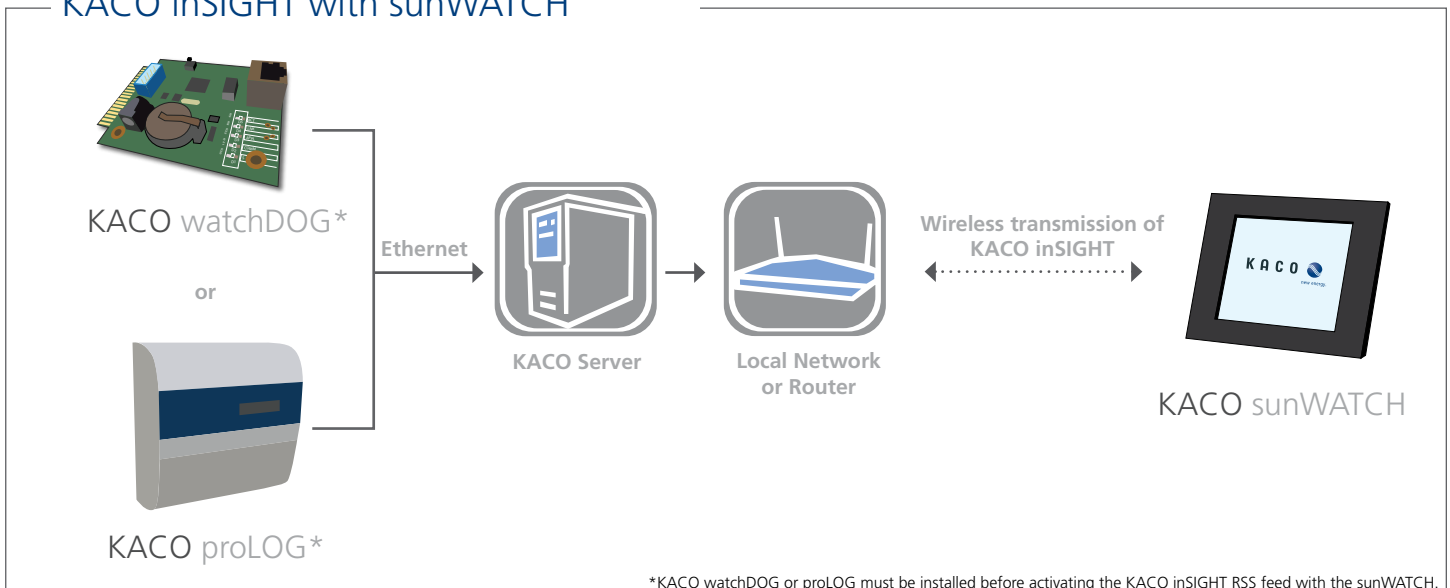 KACO inSIGHT with sunWATCH
KACO watchDOG*
or
KACO proLOG*
Ethernet
KACO Server
Local Network
or Router
Wireless transmission of
KACO inSIGHT
KACO
new energy.
KACO sunWATCH
*KACO watchDOG or proLOG must be installed before activating the KACO inSIGHT RSS feed with the sunWATCH.